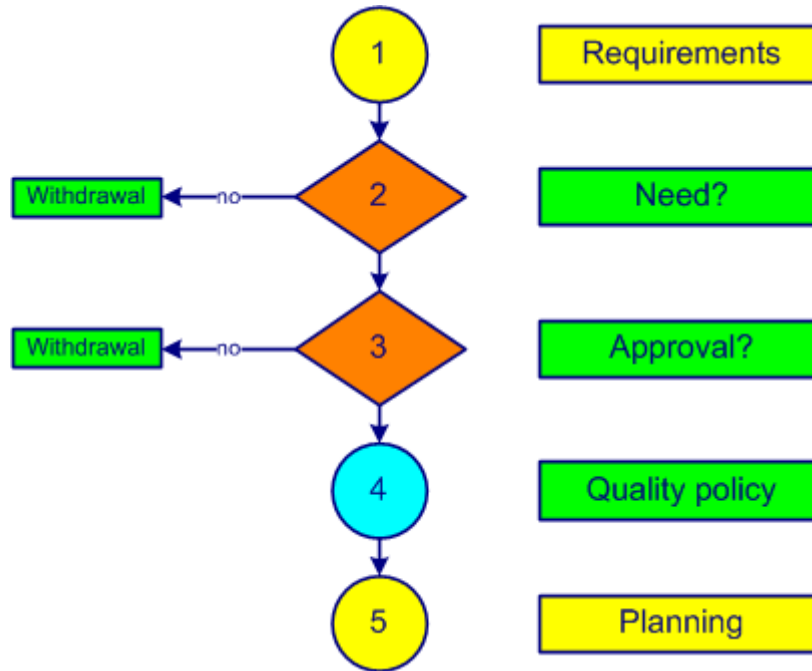 1
Requirements
Withdrawal
no
2
Need?
Withdrawal
no
3
Approval?
4
Quality policy
5
Planning